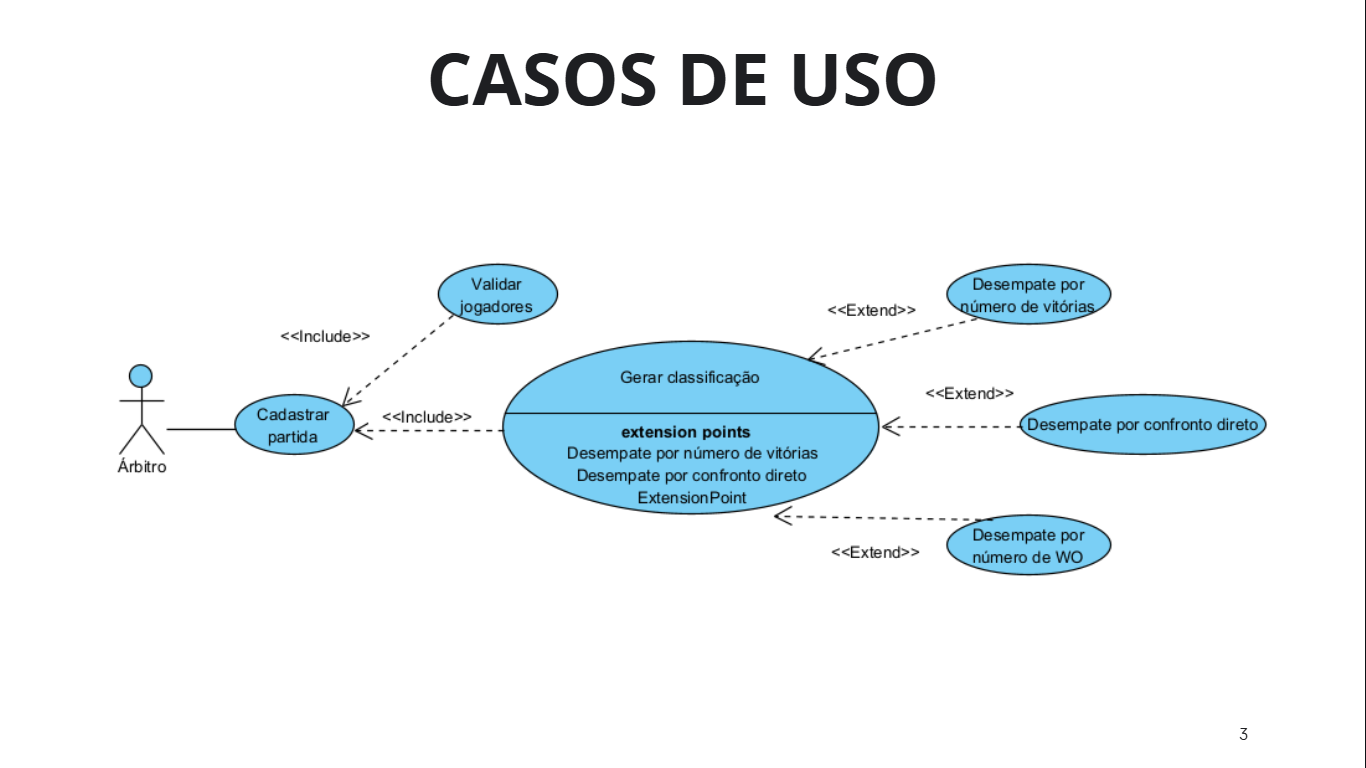 CASOS DE USO
Validar
jogadores
<<Include>>
Cadastrar
partida
<<Include>>
Árbitro
Gerar classificação
extension points
Desempate por número de vitórias
Desempate por confronto direto
ExtensionPoint
<<Extend>>
Desempate por
número de vitórias
<<Extend>>
Desempate por confronto direto
<<Extend>>
Desempate por
número de WO
3